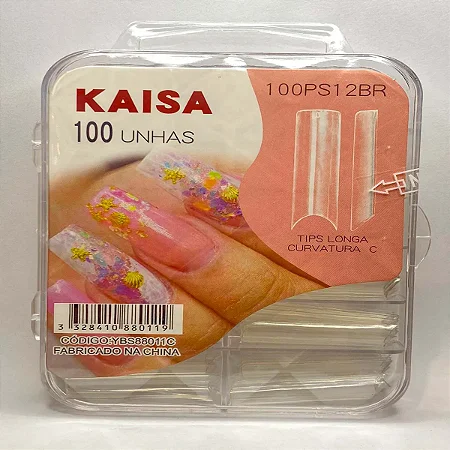 KAISA
100 UNHAS
100PS12BR
TIPS LONGA
CURVATURA C
3 328410 880119
CÓDIGO:YBS88011C
FABRICADO NA CHINA